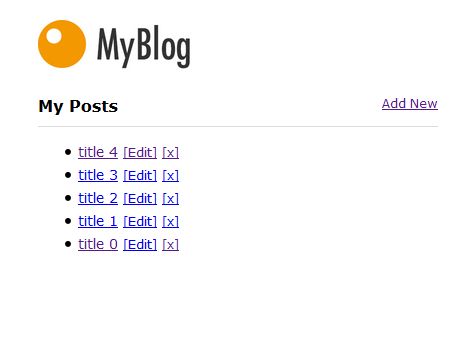 MyBlog
My Posts Add New
title 4 [Edit] [x]
title 3 [Edit] [x]
title 2 [Edit] [x]
title 1 [Edit] [x]
title 0 [Edit] [x]